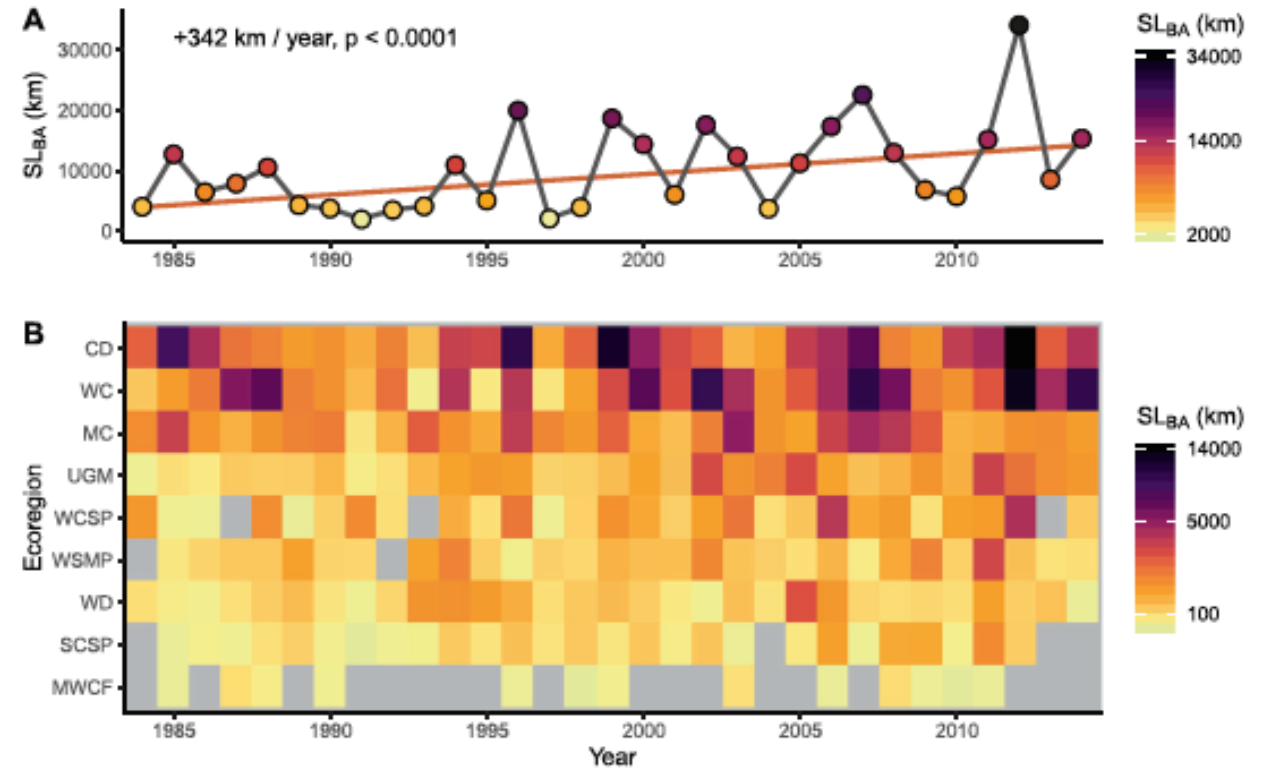 A
+342 km / year, p < 0.0001
SLBA (km)
30000
20000
10000
0
1985 1990 1995 2000 2005 2010
SLBA (km)
34000
14000
2000
B
Ecoregion
CD
WC
MC
UGM
WCSP
WSMP
WD
SCSP
MWCF
1985 1990 1995 2000 2005 2010
Year
SLBA (km)
14000
5000
100